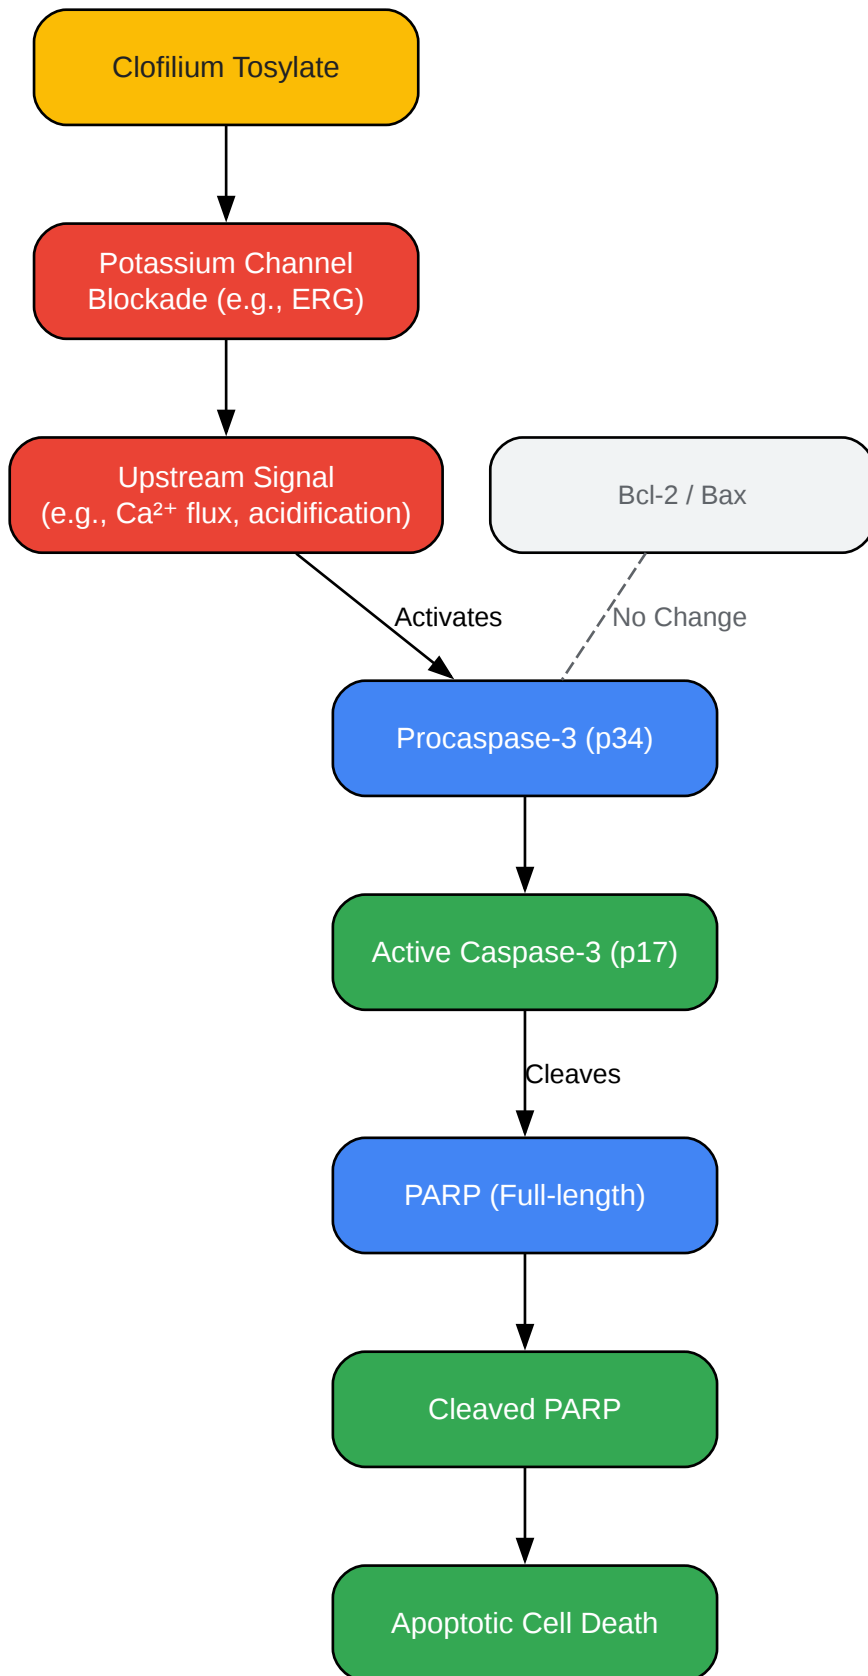 Clofilium Tosylate
Potassium Channel
Blockade (e.g., ERG)
Upstream Signal
(e.g., Ca²⁺ flux, acidification)
Bcl-2 / Bax
Activates
No Change
Procaspase-3 (p34)
Active Caspase-3 (p17)
Cleaves
PARP (Full-length)
Cleaved PARP
Apoptotic Cell Death